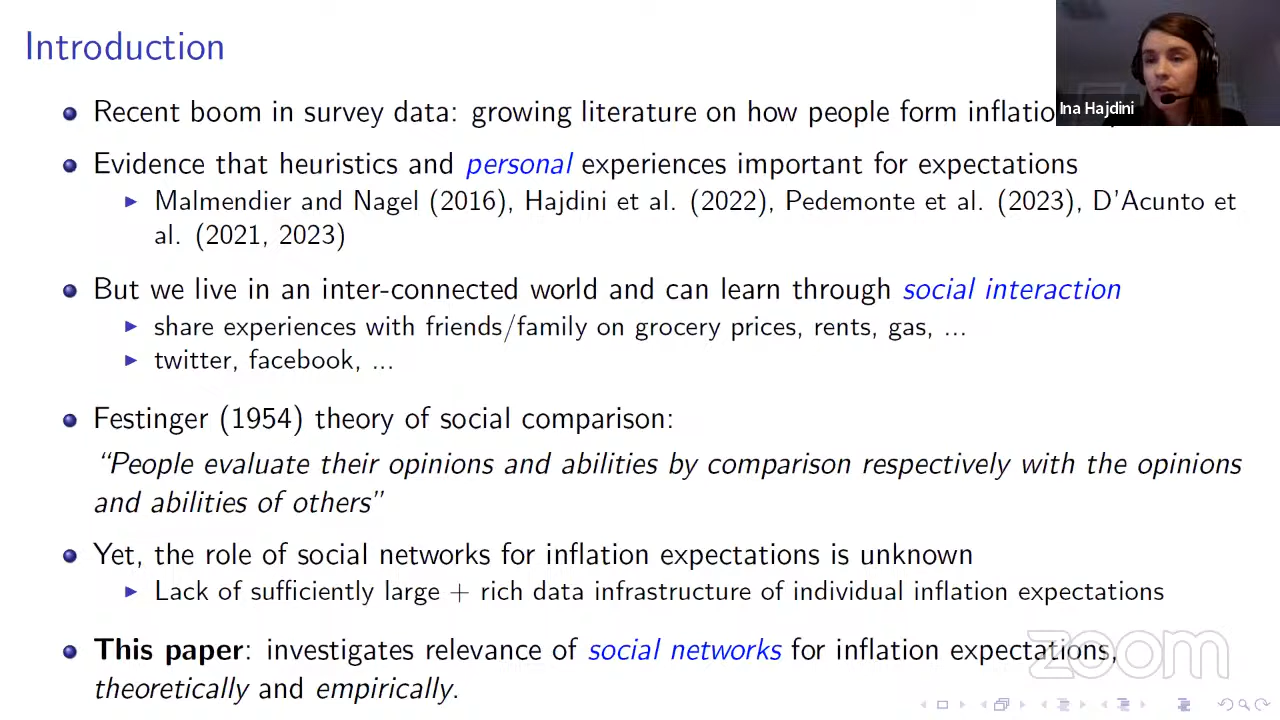 Introduction
Ina Hajdini
Recent boom in survey data: growing literature on how people form inflatio
Evidence that heuristics and personal experiences important for expectations
Malmendier and Nagel (2016), Hajdini et al. (2022), Pedemonte et al. (2023), D'Acunto et
al. (2021, 2023)
But we live in an inter-connected world and can learn through social interaction
share experiences with friends/family on grocery prices, rents, gas, ...
twitter, facebook, ...
Festinger (1954) theory of social comparison:
“People evaluate their opinions and abilities by comparison respectively with the opinions
and abilities of others”
Yet, the role of social networks for inflation expectations is unknown
Lack of sufficiently large + rich data infrastructure of individual inflation expectations
This paper: investigates relevance of social networks for inflation expectations,
theoretically and empirically.
zoom